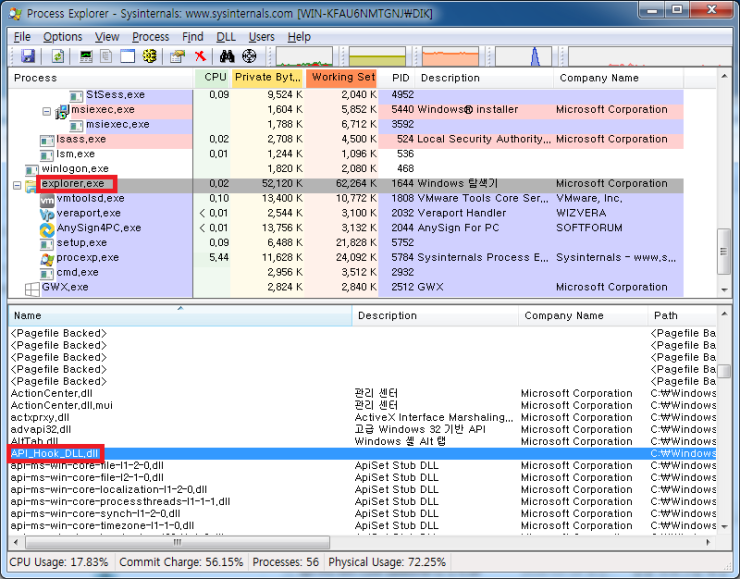 Process Explorer - Sysinternals: www.sysinternals.com [WIN-KFAU6NMTGNJ₩DIK]
File Options View Process Find DLL Users Help
Process CPU Private Byt... Working Set PID Description Company Name
StSess,exe 0,09 9,524 K 2,040 K 4952
msiexec,exe 1,604 K 5,852 K 5440 Windows® installer Microsoft Corporation
msiexec,exe 1,788 K 6,712 K 3592
lsass,exe 0,02 2,708 K 4,500 K 524 Local Security Authority,... Microsoft Corporation
lsm,exe 0,01 1,244 K 1,096 K 536
winlogon,exe 1,820 K 2,080 K 468
explorer,exe 0,02 52,120 K 62,264 K 1644 Windows 탐색기 Microsoft Corporation
vmtoolsd,exe 0,10 13,400 K 10,772 K 1808 VMware Tools Core Ser,... VMware, Inc,
veraport,exe < 0,01 2,544 K 3,100 K 2032 Veraport Handler WIZVERA
AnySign4PC,exe < 0,01 13,756 K 3,132 K 2044 AnySign For PC SOFTFORUM
setup,exe 0,09 6,488 K 21,828 K 5752
procexp,exe 5,44 11,628 K 24,092 K 5784 Sysinternals Process E,... Sysinternals - www,s,...
cmd,exe 2,956 K 3,512 K 2932
GWX,exe 2,824 K 2,840 K 2512 GWX Microsoft Corporation
Name Description Company Name Path
<Pagefile Backed> <Pagefile Ba
<Pagefile Backed> <Pagefile Ba
<Pagefile Backed> <Pagefile Ba
<Pagefile Backed> <Pagefile Ba
<Pagefile Backed> <Pagefile Ba
ActionCenter,dll 관리 센터 Microsoft Corporation C:₩Windows
ActionCenter,dll,mui 관리 센터 Microsoft Corporation C:₩Windows
actxprxy,dll ActiveX Interface Marshaling,... Microsoft Corporation C:₩Windows
advapi32,dll 고급 Windows 32 기반 API Microsoft Corporation C:₩Windows
AltTab,dll Windows 셸 Alt 탭 Microsoft Corporation C:₩Windows
API_Hook_DLL,dll C:₩Windows
api-ms-win-core-file-l1-2-0,dll ApiSet Stub DLL Microsoft Corporation C:₩Windows
api-ms-win-core-file-l2-1-0,dll ApiSet Stub DLL Microsoft Corporation C:₩Windows
api-ms-win-core-localization-l1-2-0,dll ApiSet Stub DLL Microsoft Corporation C:₩Windows
api-ms-win-core-processthreads-l1-1-1,dll ApiSet Stub DLL Microsoft Corporation C:₩Windows
api-ms-win-core-synch-l1-2-0,dll ApiSet Stub DLL Microsoft Corporation C:₩Windows
api-ms-win-core-timezone-l1-1-0,dll ApiSet Stub DLL Microsoft Corporation C:₩Windows
CPU Usage: 17.83% Commit Charge: 56.15% Processes: 56 Physical Usage: 72.25%